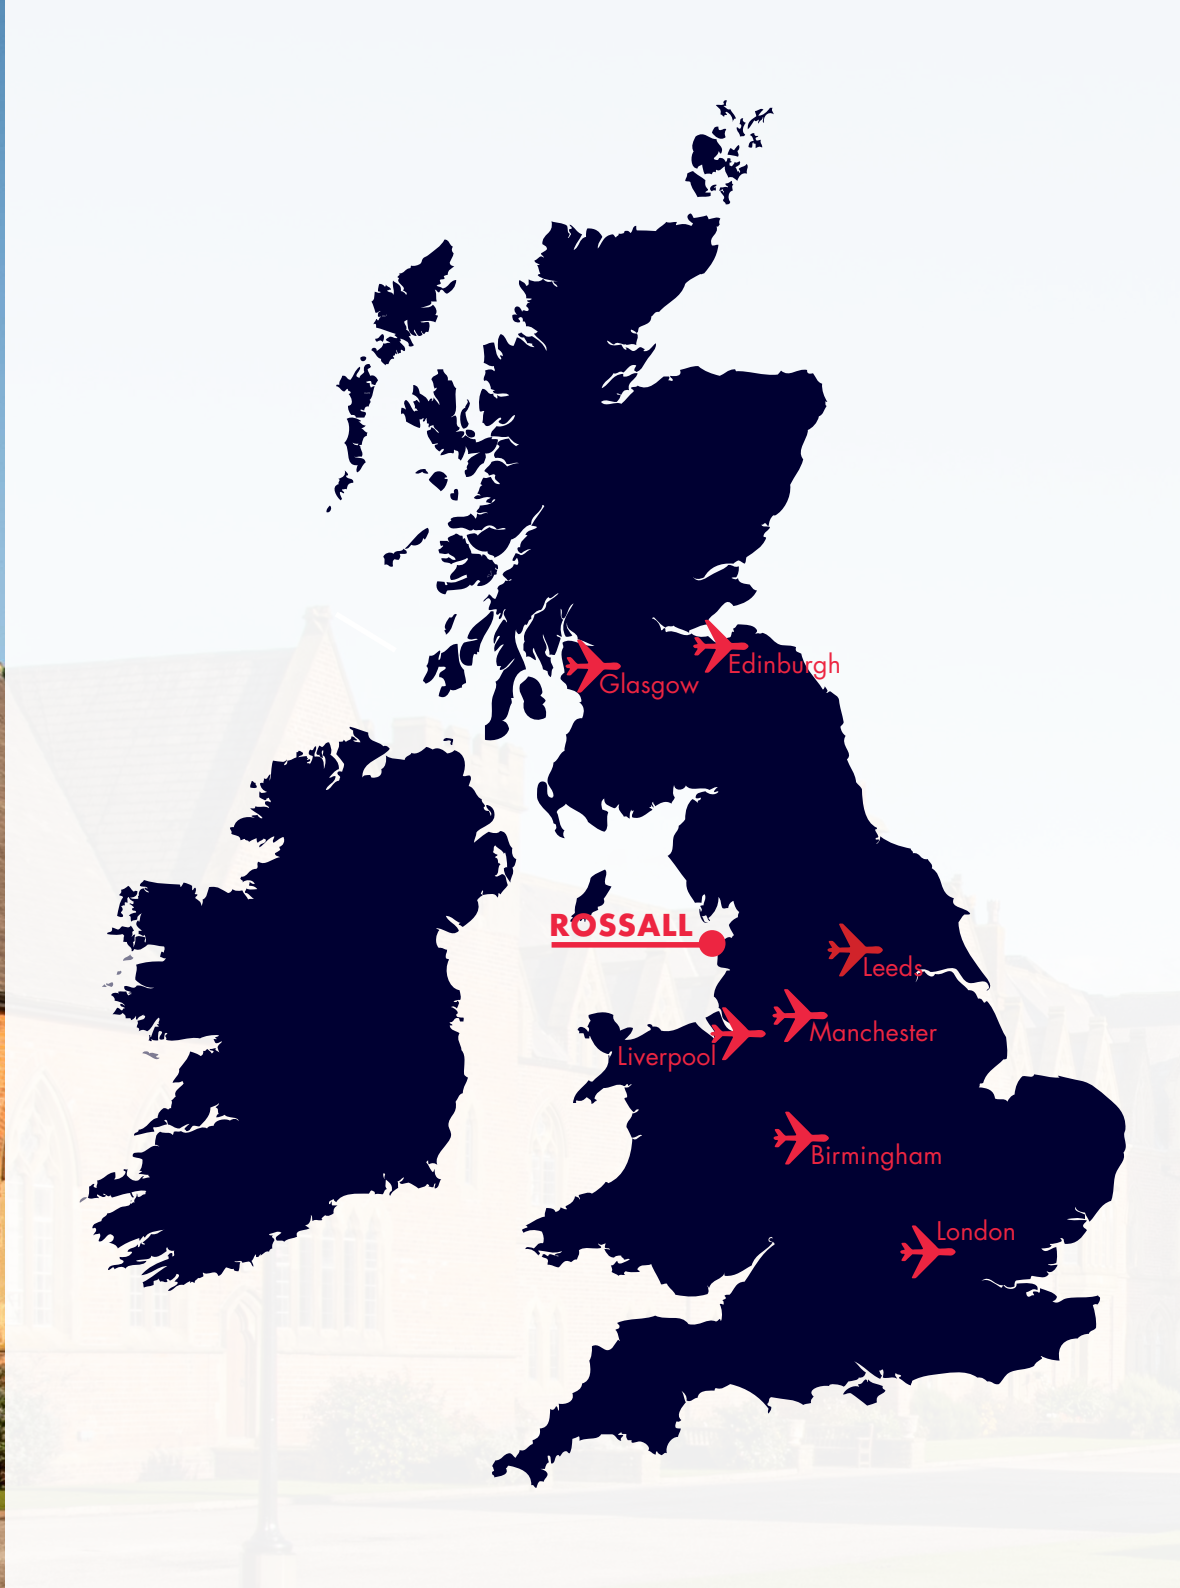 Edinburgh
Glasgow
ROSSALL
Leeds
Manchester
Liverpool
Birmingham
London